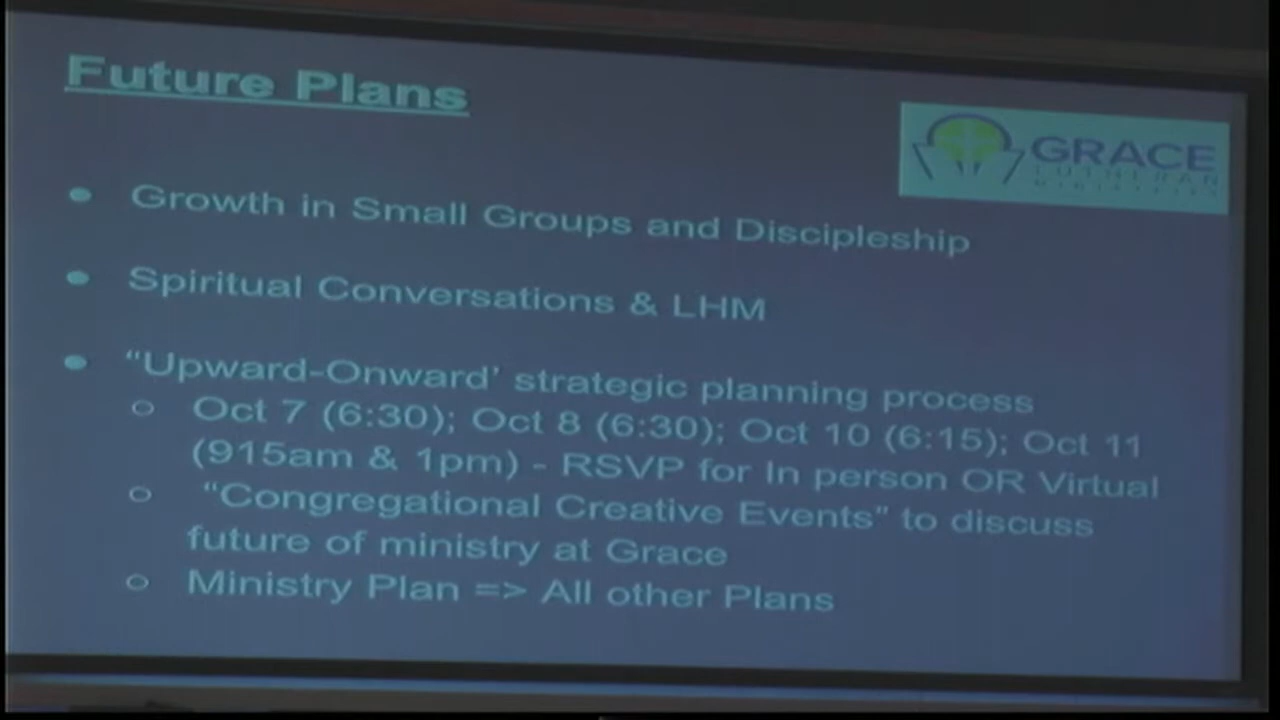 Future Plans
GRACE
LUTHERAN
• Growth in Small Groups and Discipleship
• Spiritual Conversations & LHM
• “Upward-Onward’ strategic planning process
○ Oct 7 (6:30); Oct 8 (6:30); Oct 10 (6:15); Oct 11
(915am & 1pm) - RSVP for In person OR Virtual
○ “Congregational Creative Events" to discuss
future of ministry at Grace
○ Ministry Plan => All other Plans